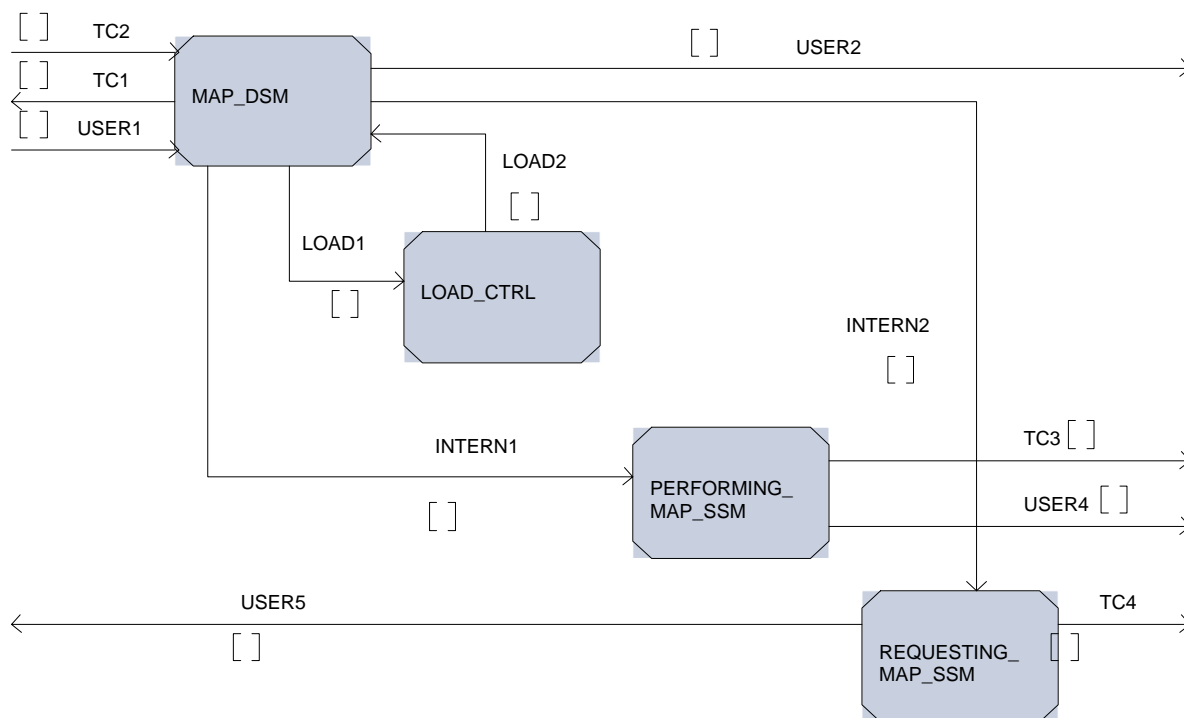 [ ] TC2
[ ] USER2
[ ] TC1
MAP_DSM
[ ] USER1
LOAD2
[ ]
LOAD1
LOAD_CTRL
[ ]
INTERN2
[ ]
INTERN1
TC3 [ ]
PERFORMING_
MAP_SSM
USER4 [ ]
[ ]
USER5
TC4
[ ]
REQUESTING_
MAP_SSM
[ ]